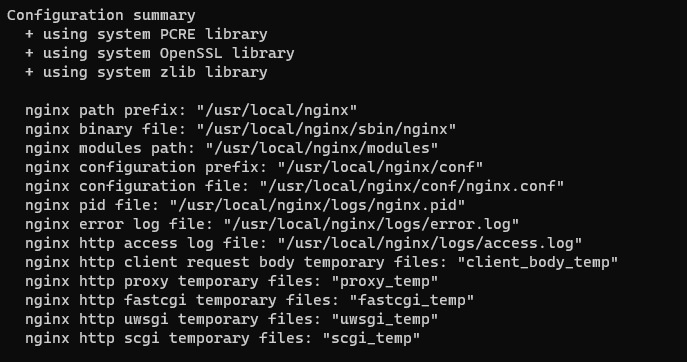 Configuration summary
+ using system PCRE library
+ using system OpenSSL library
+ using system zlib library
nginx path prefix: "/usr/local/nginx"
nginx binary file: "/usr/local/nginx/sbin/nginx"
nginx modules path: "/usr/local/nginx/modules"
nginx configuration prefix: "/usr/local/nginx/conf"
nginx configuration file: "/usr/local/nginx/conf/nginx.conf"
nginx pid file: "/usr/local/nginx/logs/nginx.pid"
nginx error log file: "/usr/local/nginx/logs/error.log"
nginx http access log file: "/usr/local/nginx/logs/access.log"
nginx http client request body temporary files: "client_body_temp"
nginx http proxy temporary files: "proxy_temp"
nginx http fastcgi temporary files: "fastcgi_temp"
nginx http uwsgi temporary files: "uwsgi_temp"
nginx http scgi temporary files: "scgi_temp"